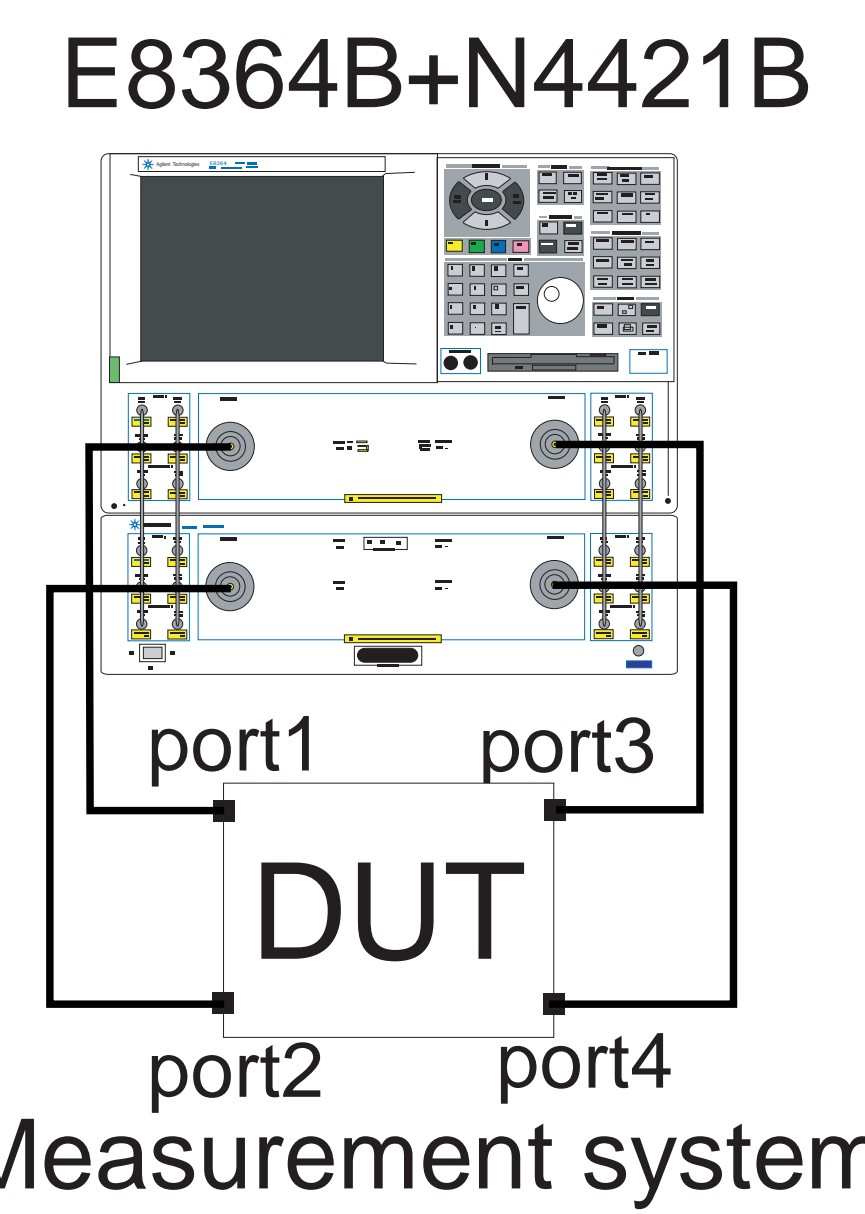 E8364B+N4421B
Agilent Technologies
E8364
port1
port3
DUT
port2
port4
Measurement system